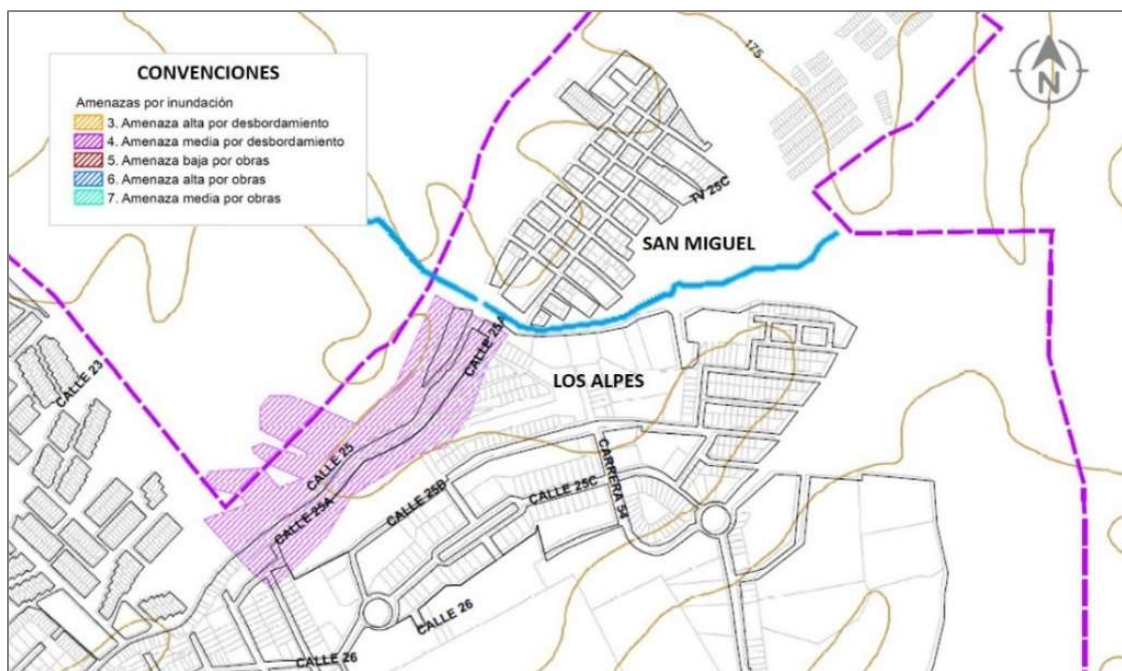 CONVENCIONES
Amenazas por inundación
3. Amenaza alta por desbordamiento
4. Amenaza media por desbordamiento
5. Amenaza baja por obras
6. Amenaza alta por obras
7. Amenaza media por obras
175
N
TV 25C
SAN MIGUEL
CALLE 25A
LOS ALPES
CALLE 23
CALLE 25
CALLE 25A
CALLE 25B
CALLE 25C
CARRERA 54
CALLE 26
CALLE 26